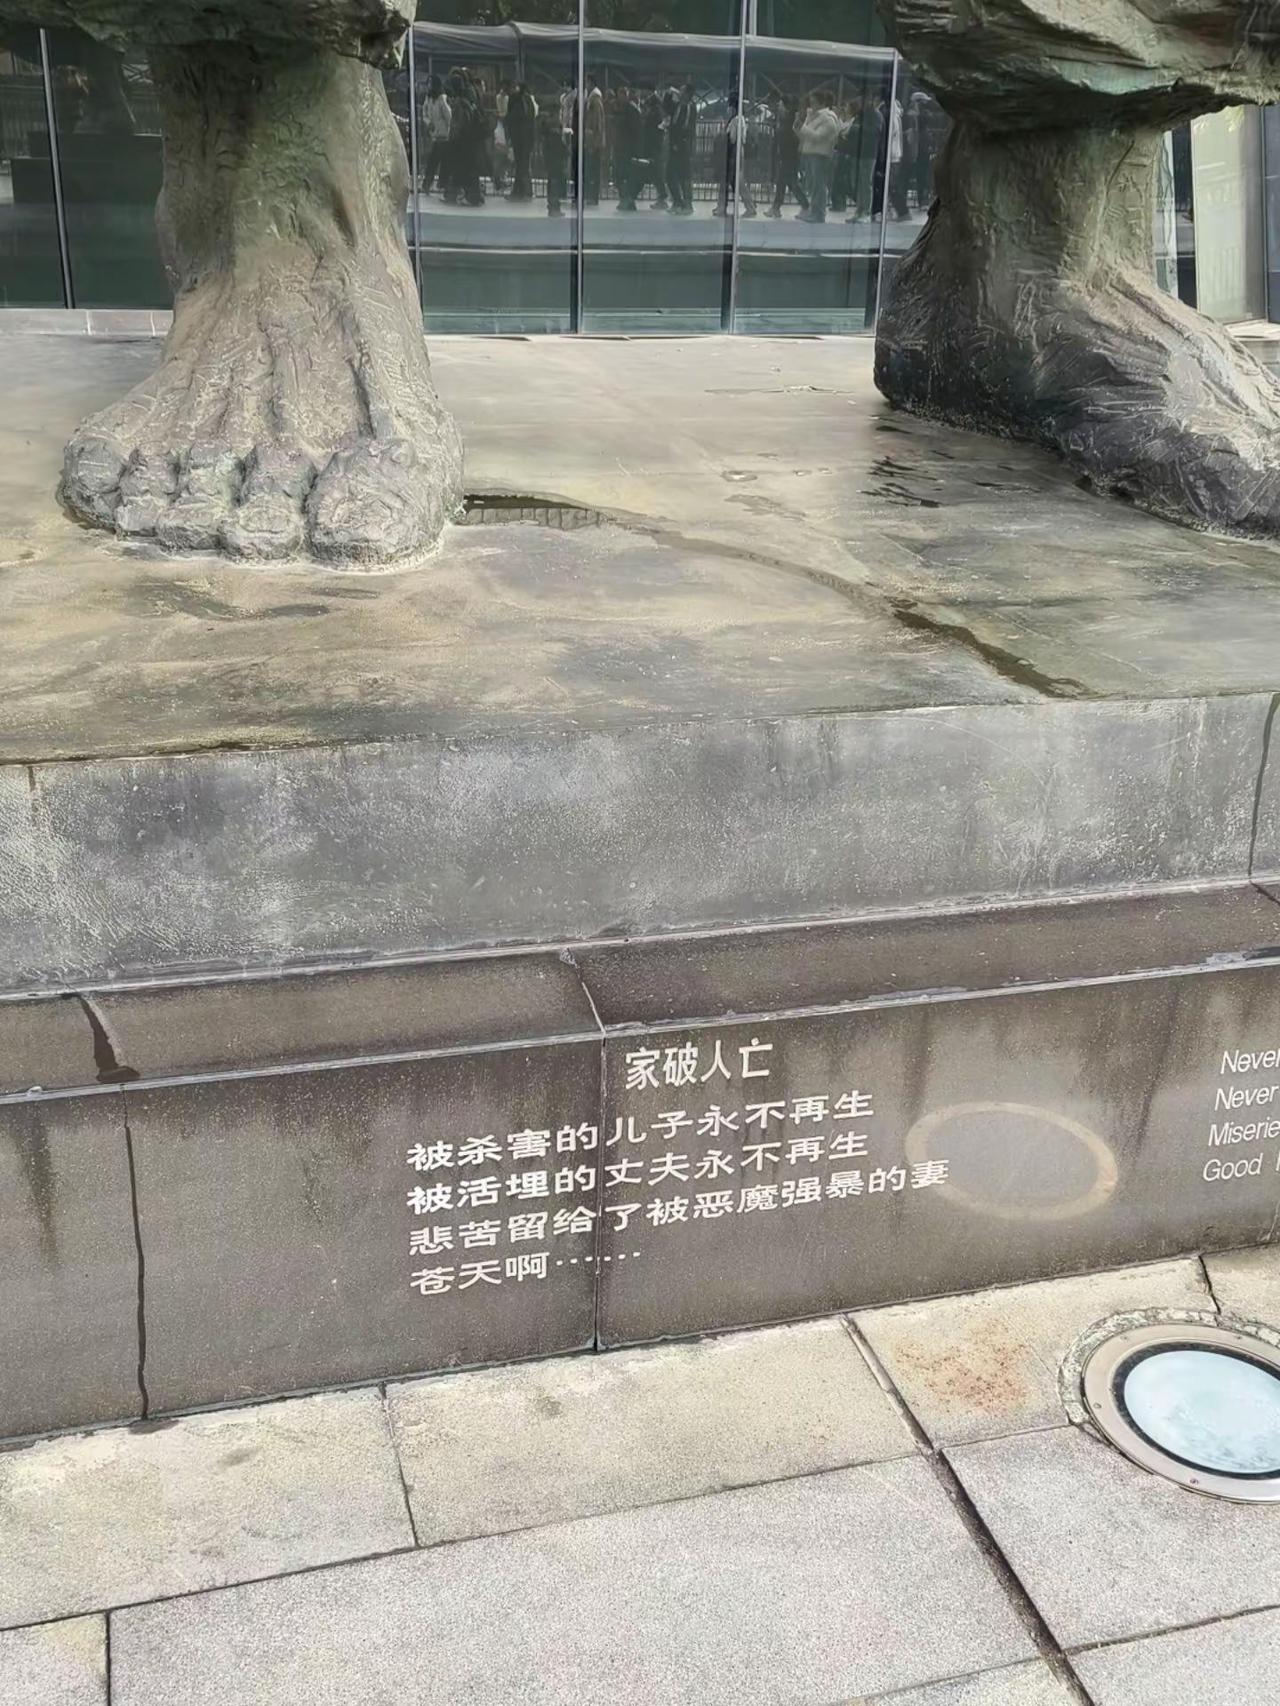 家破人亡
被杀害的儿子永不再生
被活埋的丈夫永不再生
悲苦留给了被恶魔强暴的妻
苍天啊……
Never
Never
Miserie
Good